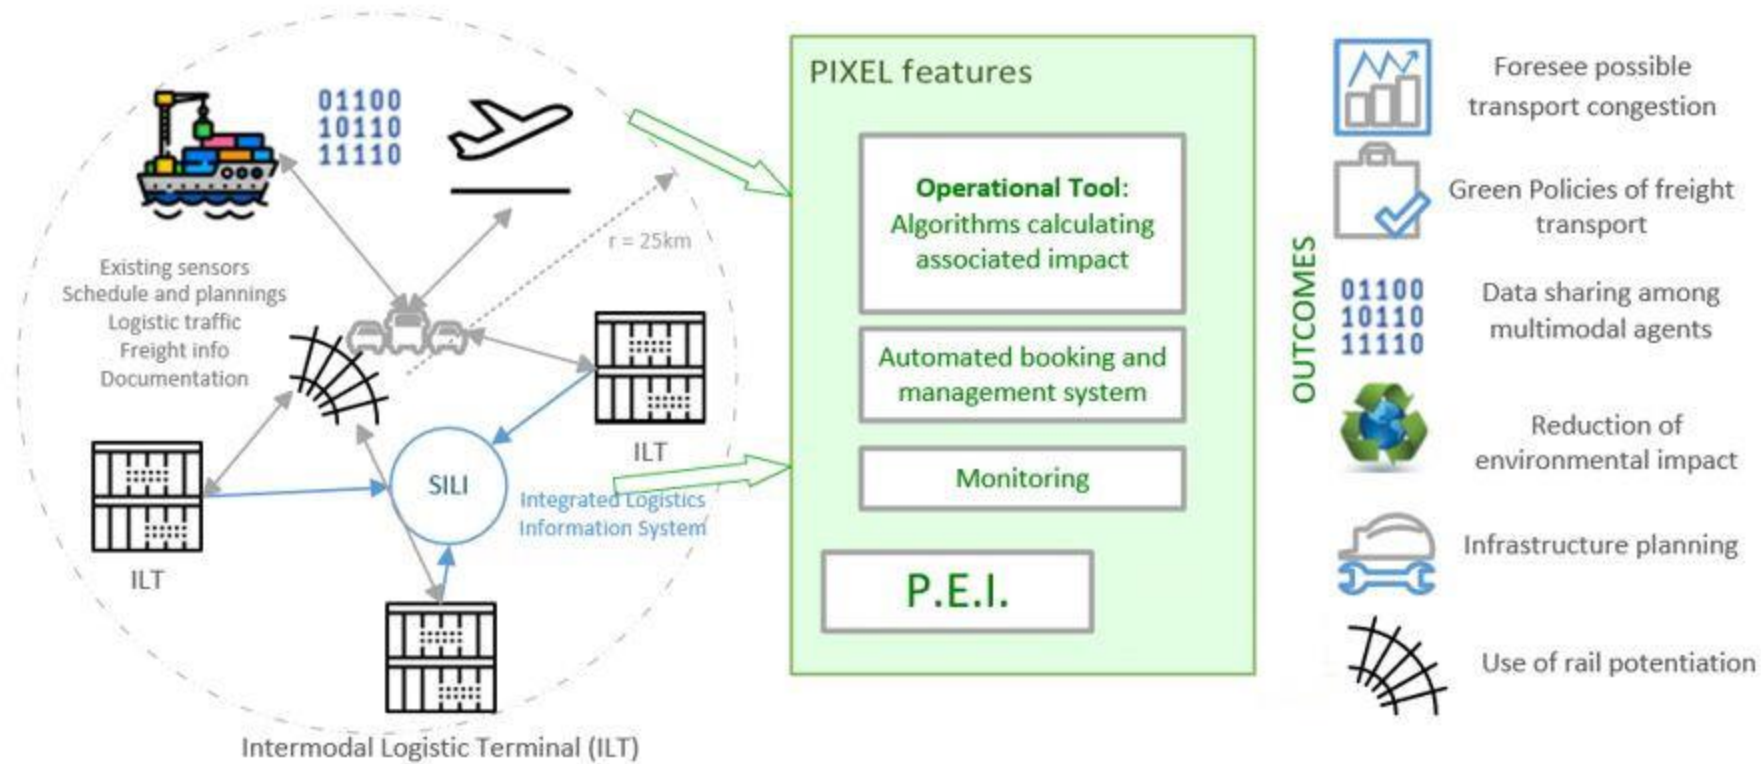 01100
10110
11110
r = 25km
Existing sensors
Schedule and plannings
Logistic traffic
Freight info
Documentation
ILT
ILT
SILI
Integrated Logistics
Information System
Intermodal Logistic Terminal (ILT)
PIXEL features
Operational Tool:
Algorithms calculating
associated impact
Automated booking and
management system
Monitoring
P.E.I.
OUTCOMES
Foresee possible
transport congestion
Green Policies of freight
transport
01100
10110
11110
Data sharing among
multimodal agents
Reduction of
environmental impact
Infrastructure planning
Use of rail potentiation